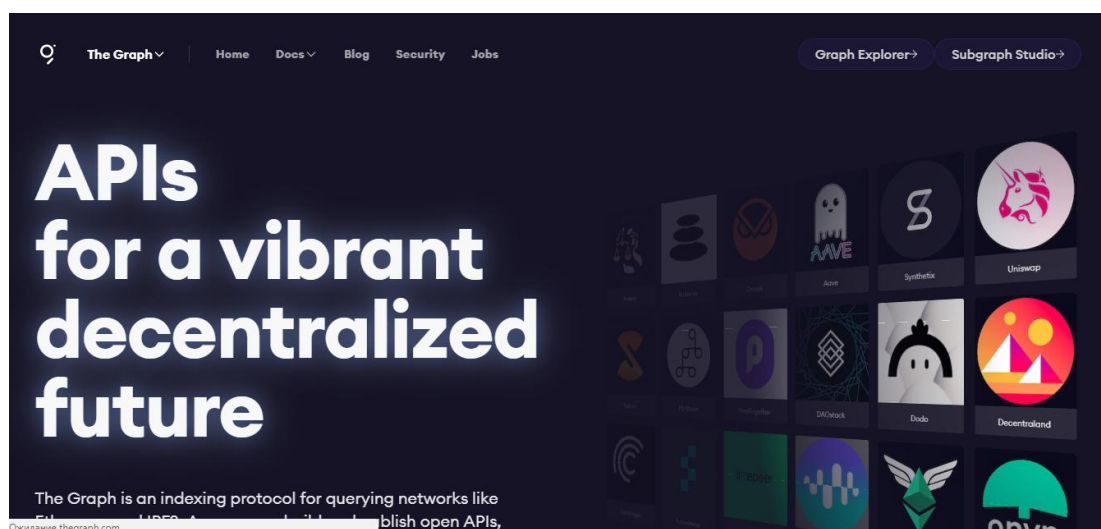 The Graph
Home
Docs
Blog
Security
Jobs
Graph Explorer→
Subgraph Studio→
APIs
for a vibrant
decentralized
future
AAVE
Aave
Synthetix
Uniswap
DAOstack
Dodo
Decentraland
The Graph is an indexing protocol for querying networks like
blish open APIs,
Ожидание thegraph.com